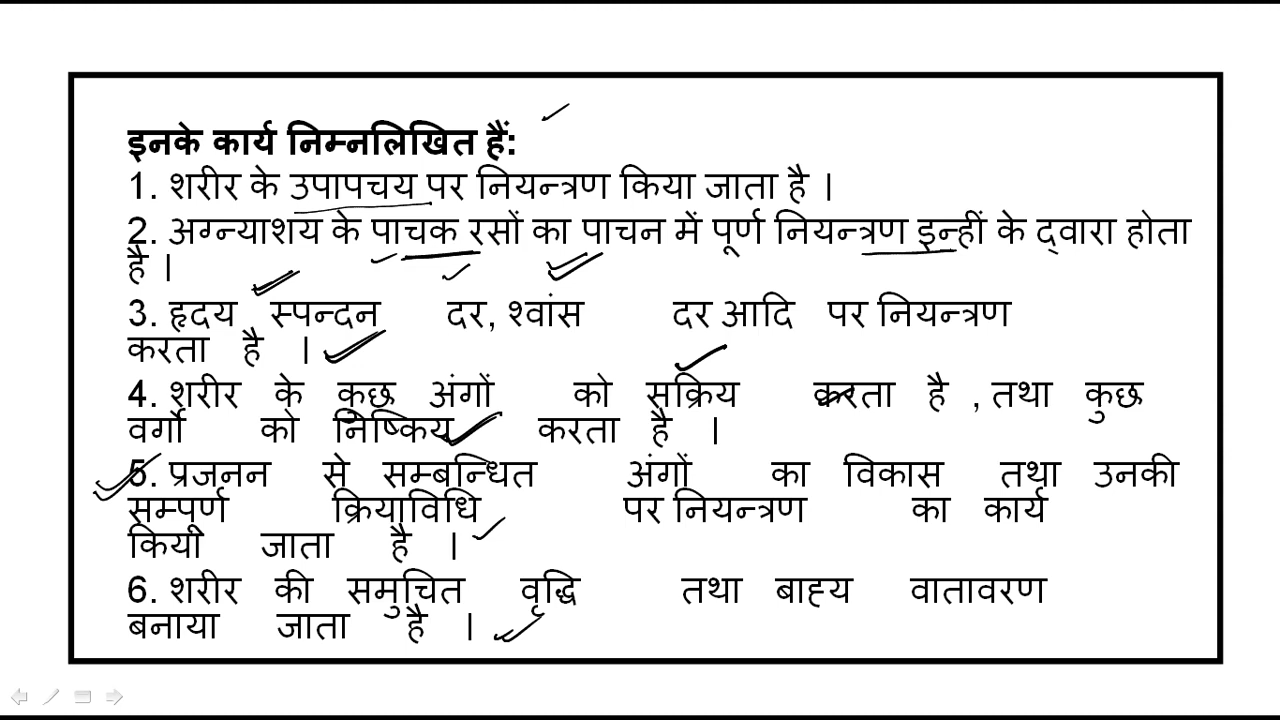 इनके कार्य निम्नलिखित हैं:
1. शरीर के उपापचय पर नियन्त्रण किया जाता है ।
2. अग्न्याशय के पाचक रसों का पाचन में पूर्ण नियन्त्रण इन्हीं के द्वारा होता
है ।
3. हृदय स्पन्दन दर, श्वांस दर आदि पर नियन्त्रण
करता है ।
4. शरीर के कुछ अंगों को सक्रिय करता है , तथा कुछ
वर्गो को निष्किय करता है ।
5. प्रजनन से सम्बन्धित अंगों का विकास तथा उनकी
सम्पूर्ण क्रियाविधि पर नियन्त्रण का कार्य
किया जाता है ।
6. शरीर की समुचित वृद्धि तथा बाह्य वातावरण
बनाया जाता है ।